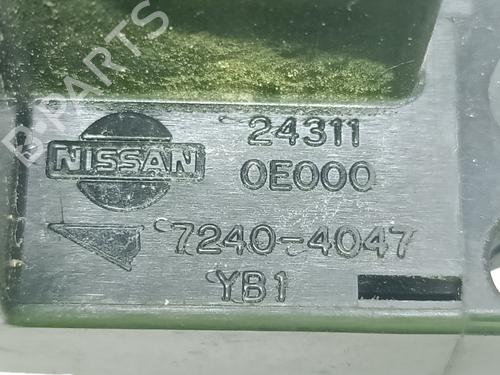 24311
NISSAN 0E000
7240-4047
YB1
B-PARTS